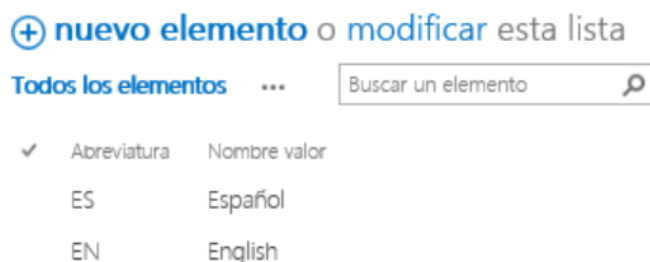 nuevo elemento o modificar esta lista
Todos los elementos ... Buscar un elemento
Abreviatura Nombre valor
ES Español
EN English